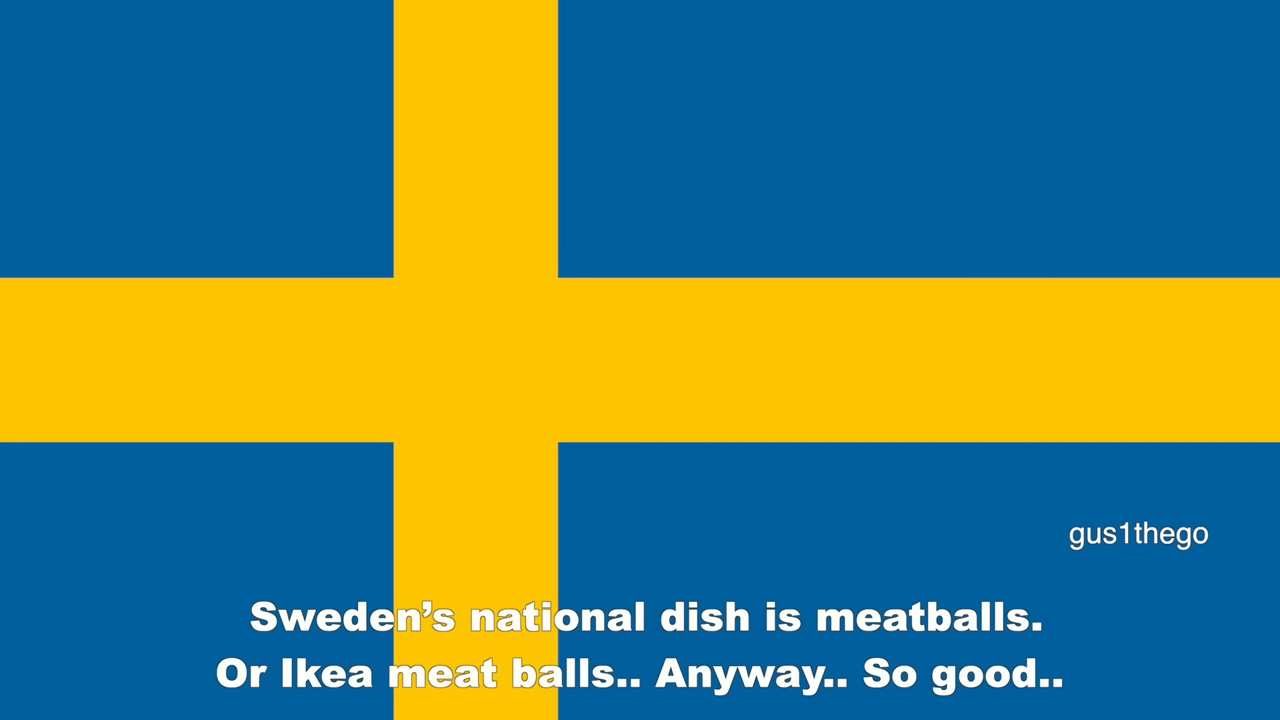 gus1thego
Sweden’s national dish is meatballs.
Or Ikea meat balls.. Anyway.. So good..